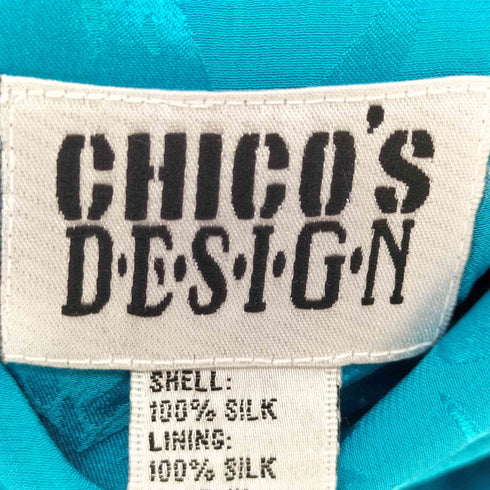 CHICO'S
D•E•S•I•G•N
SHELL:
100% SILK
LINING:
100% SILK